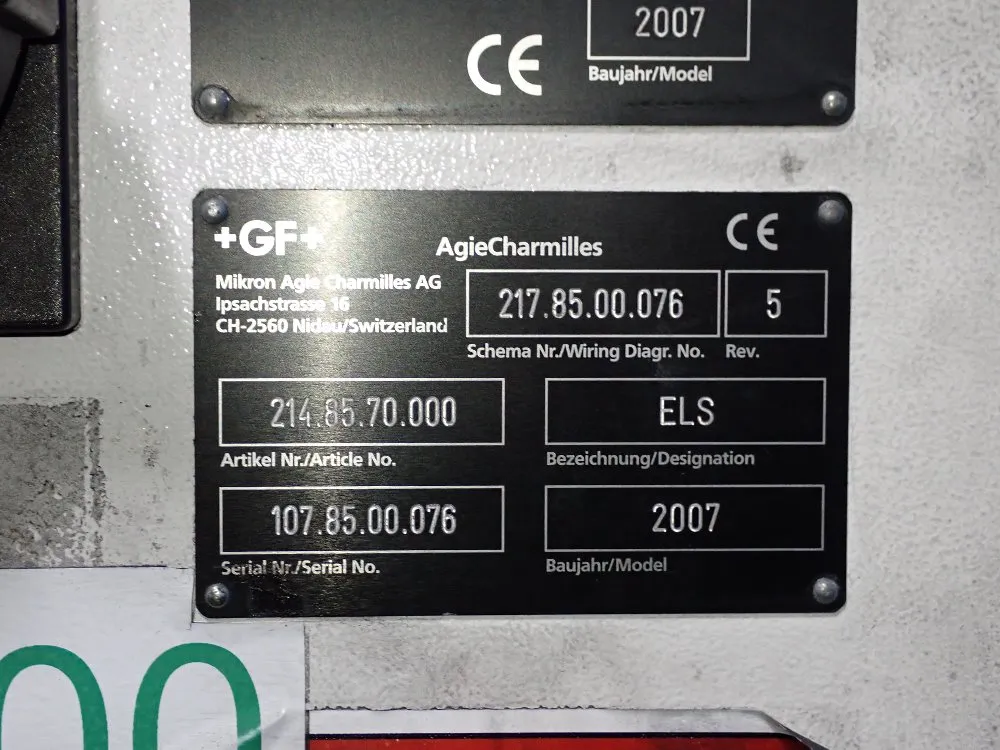 2007
CE
Baujahr/Model
+GF+
AgieCharmilles
CE
Mikron Agie Charmilles AG
Ipsachstrasse 16
CH-2560 Nidau/Switzerland
217.85.00.076
5
Schema Nr./Wiring Diagr. No.
Rev.
214.85.70.000
ELS
Artikel Nr./Article No.
Bezeichnung/Designation
107.85.00.076
2007
Serial Nr./Serial No.
Baujahr/Model
00